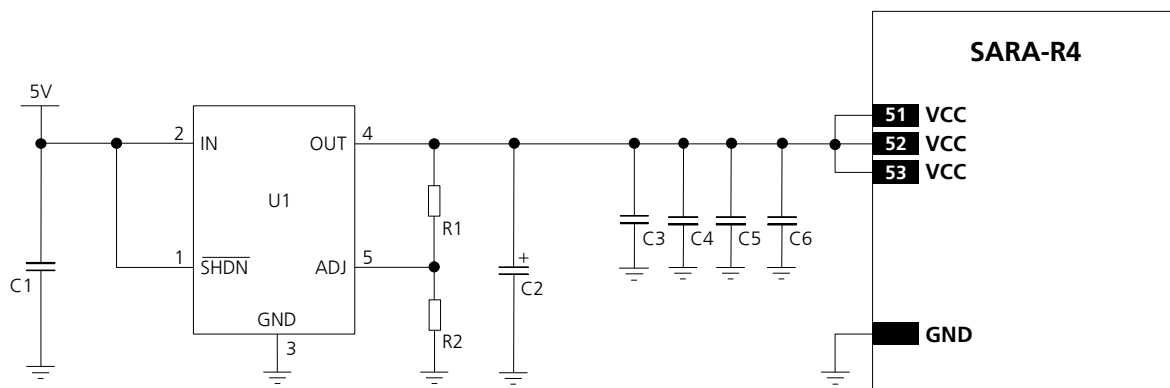 SARA-R4
5V
51 VCC
2 IN OUT 4
52 VCC
53 VCC
U1
R1
C3 C4 C5 C6
1 SHDN ADJ 5
C1
+
C2
GND
R2
3
GND